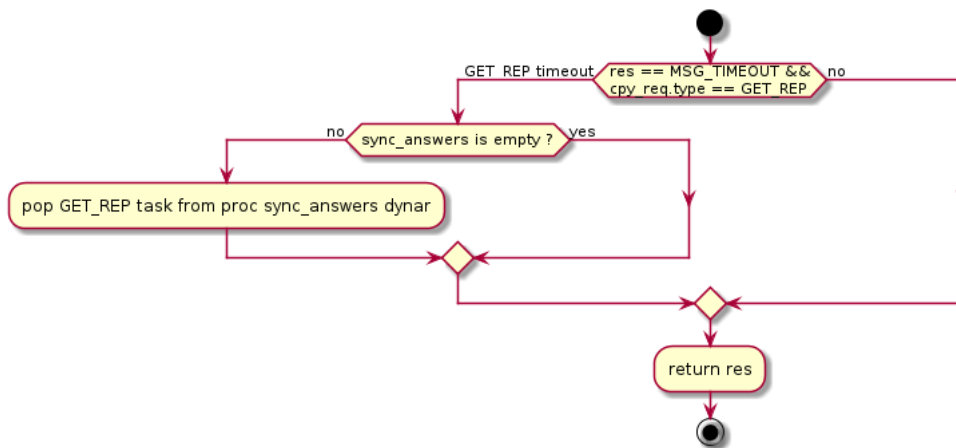 GET_REP timeout
res == MSG_TIMEOUT &&
cpy_req.type == GET_REP
no
no
sync_answers is empty ?
yes
pop GET_REP task from proc sync_answers dynar
return res